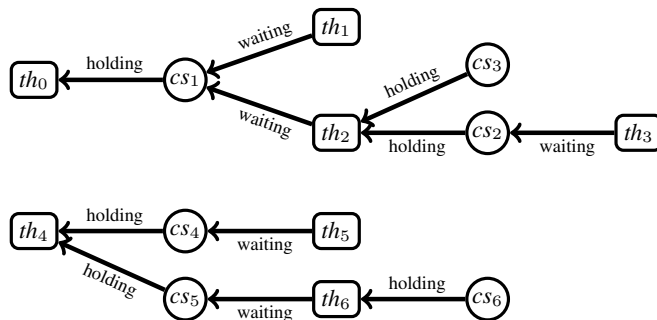 th₁
waiting
cs₃
holding
th₀
holding
cs₁
waiting
th₂
holding
cs₂
waiting
th₃
th₄
holding
cs₄
waiting
th₅
holding
cs₅
waiting
th₆
holding
cs₆